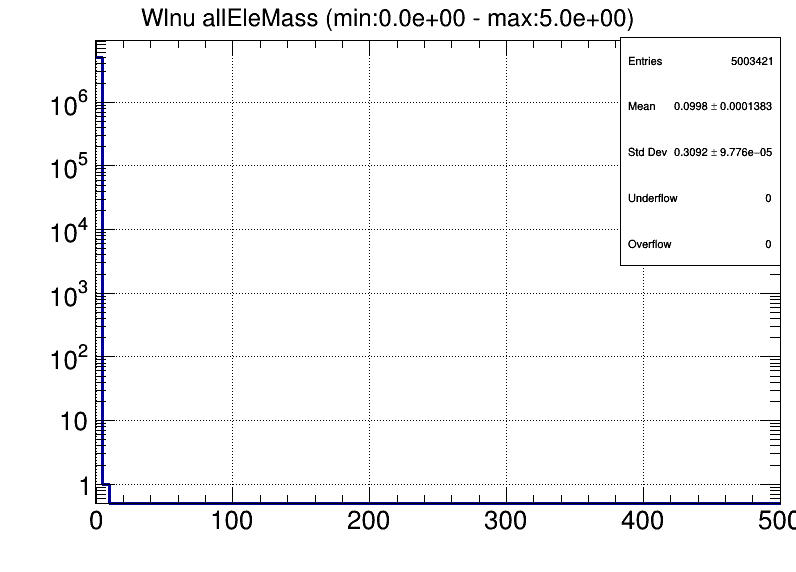 Wlnu allEleMass (min:0.0e+00 - max:5.0e+00)
Entries 5003421
Mean 0.0998 ± 0.0001383
Std Dev 0.3092 ± 9.776e−05
Underflow 0
Overflow 0
10^6
10^5
10^4
10^3
10^2
10
1
0 100 200 300 400 500